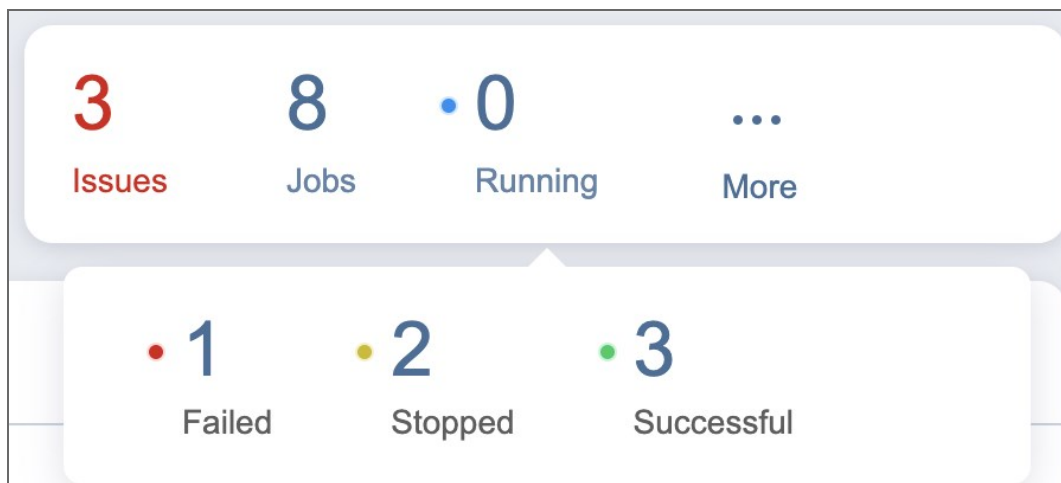 3 8 0 ...
Issues Jobs Running More
1 2 3
Failed Stopped Successful